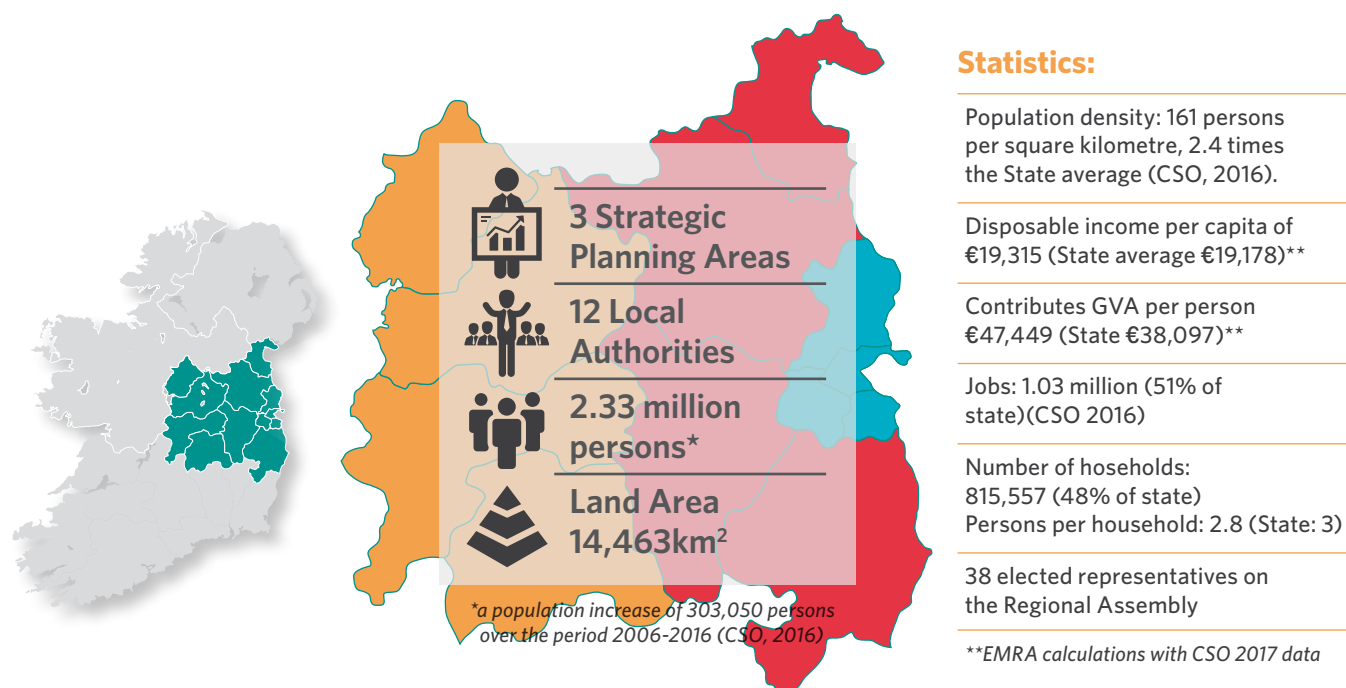 3 Strategic
Planning Areas
12 Local
Authorities
2.33 million
persons*
Land Area
14,463km²
*a population increase of 303,050 persons
over the period 2006-2016 (CSO, 2016)
Statistics:
Population density: 161 persons
per square kilometre, 2.4 times
the State average (CSO, 2016).
Disposable income per capita of
€19,315 (State average €19,178)**
Contributes GVA per person
€47,449 (State €38,097)**
Jobs: 1.03 million (51% of
state)(CSO 2016)
Number of hoseholds:
815,557 (48% of state)
Persons per household: 2.8 (State: 3)
38 elected representatives on
the Regional Assembly
**EMRA calculations with CSO 2017 data